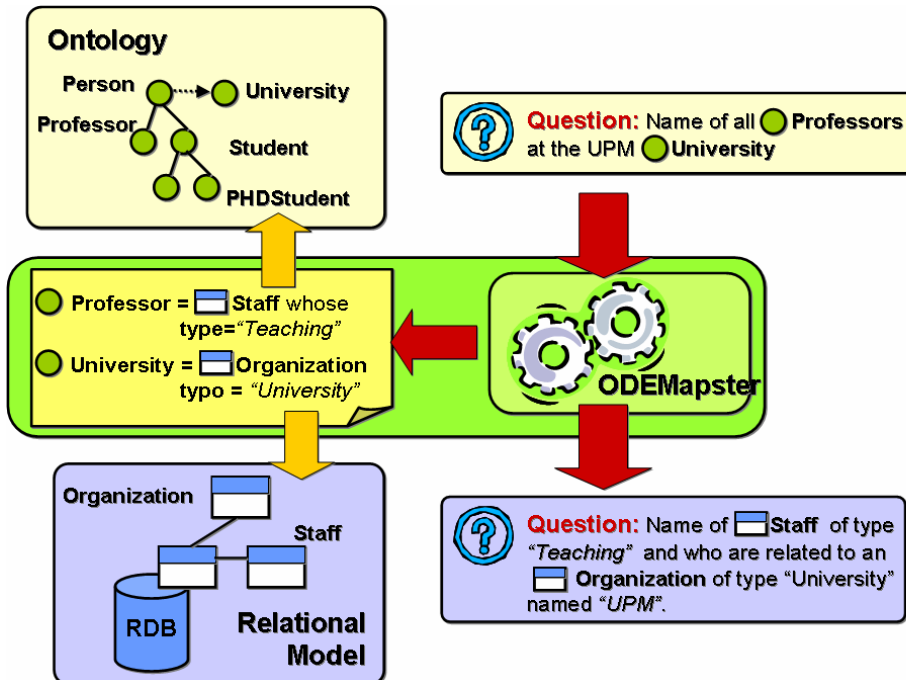 Ontology
Person
University
Professor
Student
PHDStudent
Question: Name of all Professors
at the UPM University
Professor = Staff whose
type="Teaching"
University = Organization
typo = "University"
ODEMapster
Organization
Staff
RDB
Relational
Model
Question: Name of Staff of type
"Teaching" and who are related to an
Organization of type "University"
named "UPM".